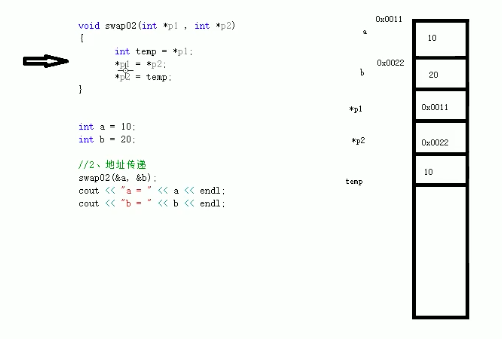 void swap02(int *p1 , int *p2)
{
int temp = *p1;
*p1 = *p2;
*p2 = temp;
}
int a = 10;
int b = 20;
//2、地址传递
swap02(&a, &b);
cout << "a = " << a << endl;
cout << "b = " << b << endl;
0x0011
a
10
0x0022
b
20
*p1
0x0011
*p2
0x0022
temp
10